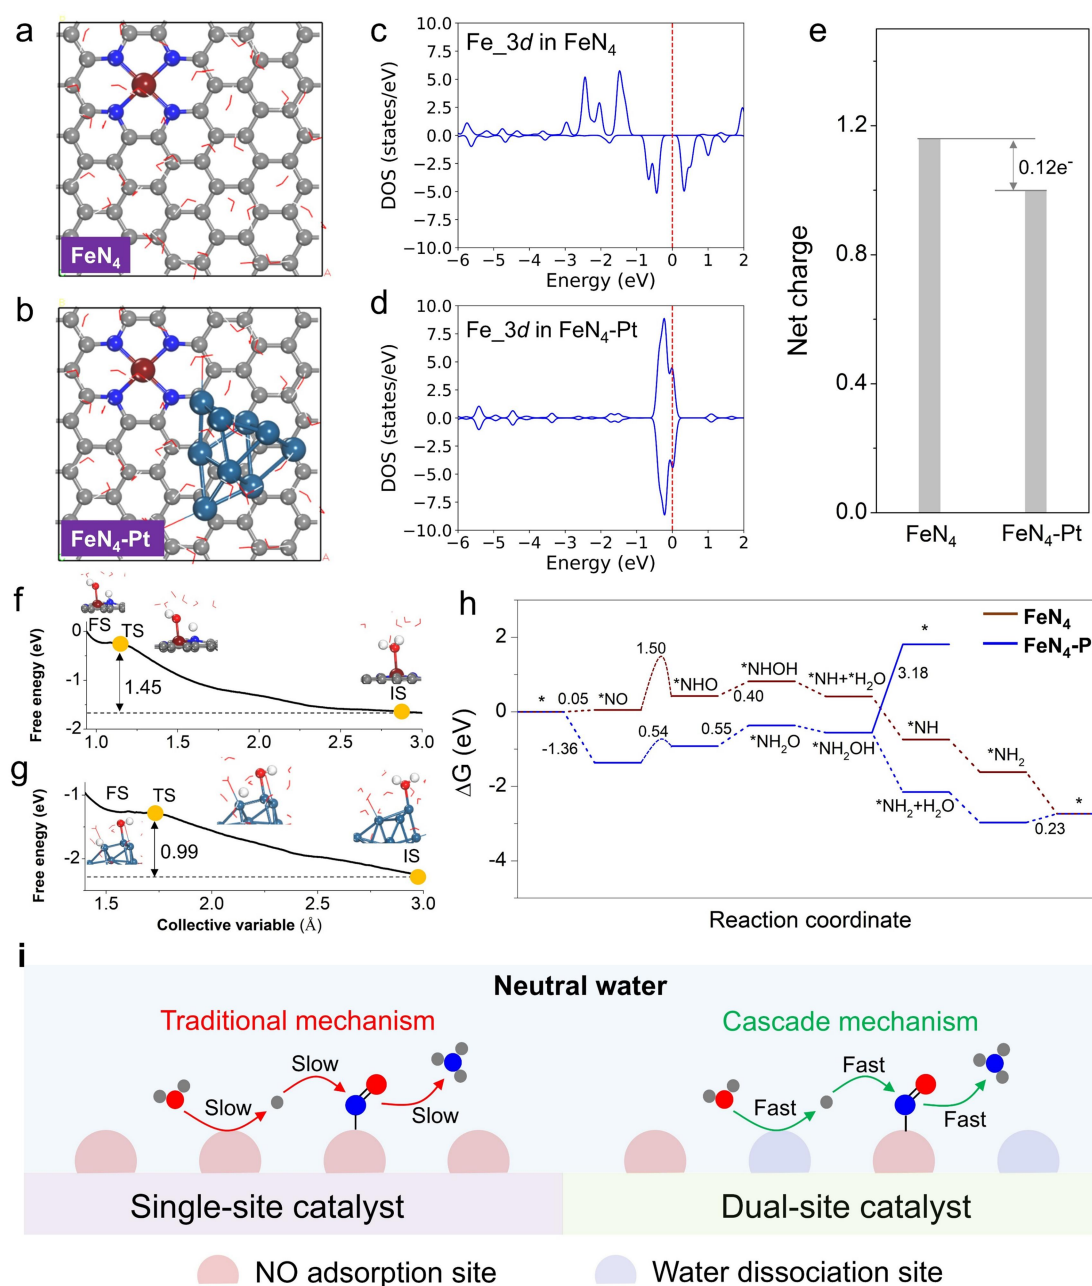 a
FeN₄
b
FeN₄-Pt
c
Fe_3d in FeN₄
10.0
7.5
5.0
2.5
0.0
−2.5
−5.0
−7.5
−10.0
DOS (states/eV)
−6 −5 −4 −3 −2 −1 0 1 2
Energy (eV)
d
Fe_3d in FeN₄-Pt
10.0
7.5
5.0
2.5
0.0
−2.5
−5.0
−7.5
−10.0
DOS (states/eV)
−6 −5 −4 −3 −2 −1 0 1 2
Energy (eV)
e
Net charge
1.2
0.8
0.4
0.0
0.12e⁻
FeN₄ FeN₄-Pt
f
Free energy (eV)
0
-1
-2
FS TS
1.45
IS
1.0 1.5 2.0 2.5 3.0
g
Free energy (eV)
-1
-2
FS TS
0.99
IS
1.5 2.0 2.5 3.0
Collective variable (Å)
h
ΔG (eV)
2
0
-2
-4
FeN₄
FeN₄-P
*
0.05
*NO
1.50
*NHO
0.40
*NHOH
*NH+*H₂O
*
3.18
*NH
*NH₂
-1.36
0.54
0.55
*NH₂O
*NH₂OH
*NH₂+H₂O
0.23
*
Reaction coordinate
i
Neutral water
Traditional mechanism
Slow
Slow
Slow
Single-site catalyst
Cascade mechanism
Fast
Fast
Fast
Dual-site catalyst
NO adsorption site
Water dissociation site